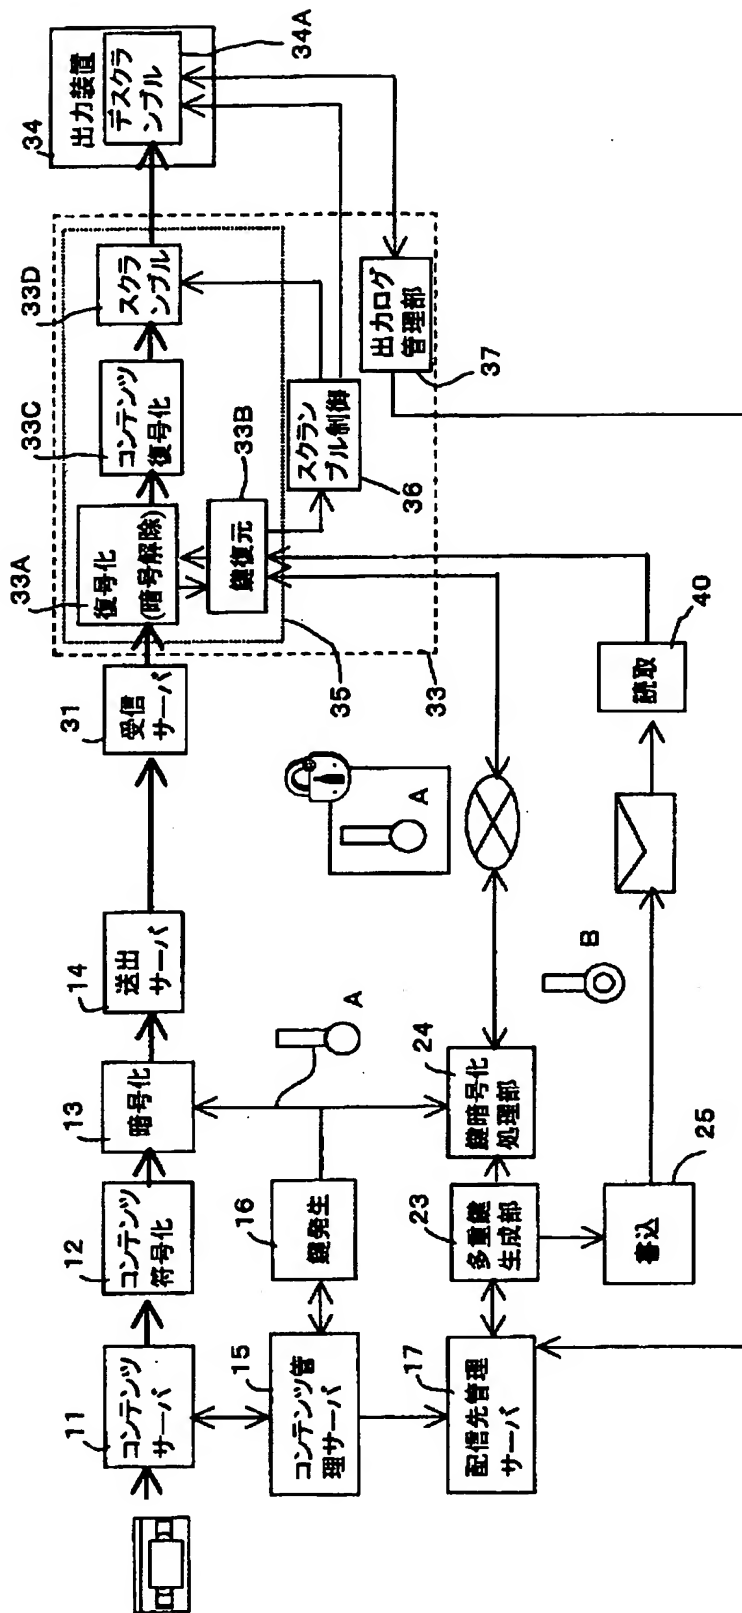 11
コンテンツ
サーバ
12
コンテンツ
符号化
13
暗号化
14
送出
サーバ
31
受信
サーバ
33A
復号化
(暗号解除)
33C
コンテンツ
復号化
33D
スクラ
ンブル
34
出力装置
デスクラ
ンブル
34A
33B
鍵復元
35
33
スクラン
ブル制御
36
出力ログ
管理部
37
15
コンテンツ管
理サーバ
16
鍵発生
A
A
17
配信先管理
サーバ
23
多重鍵
生成部
24
鍵暗号化
処理部
B
25
書込
40
読取